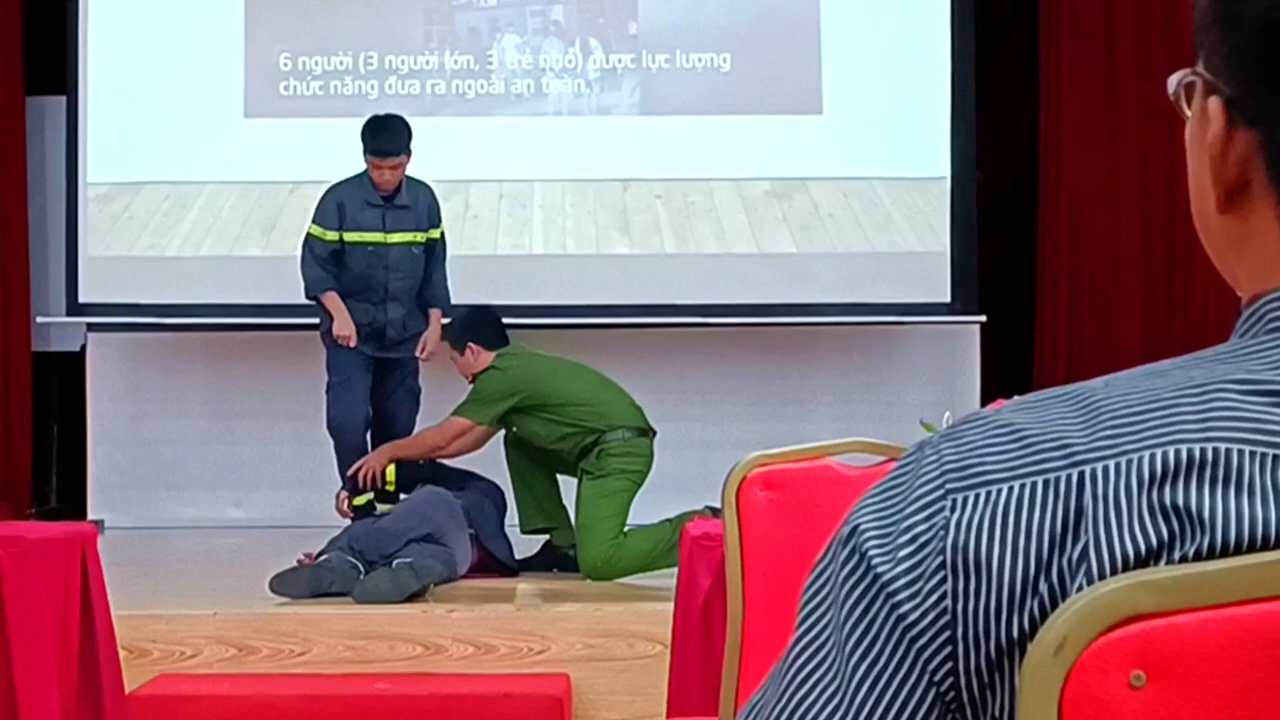 6 người (3 người lớn, 3 trẻ nhỏ) được lực lượng
chức năng đưa ra ngoài an toàn.